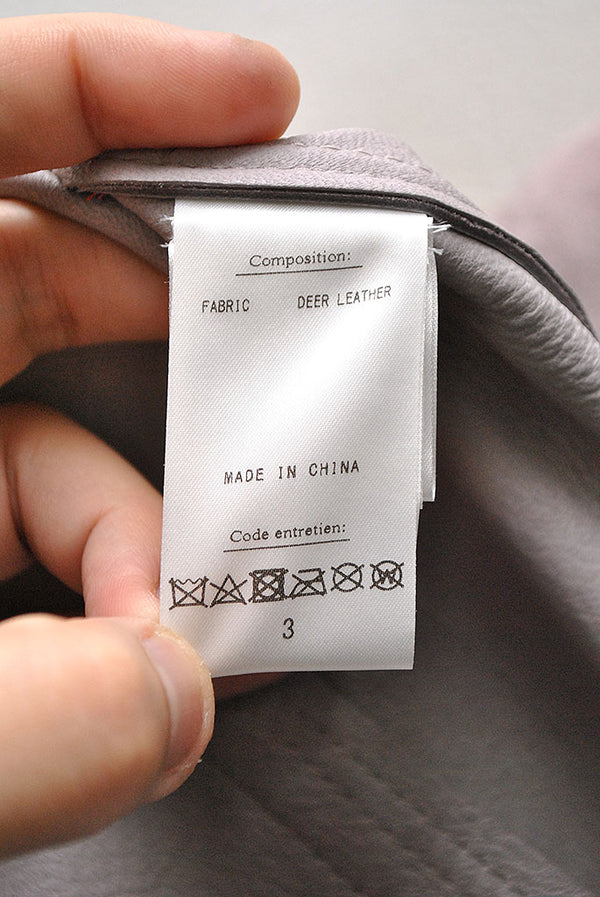 Composition:
FABRIC DEER LEATHER
MADE IN CHINA
Code entretien:
3